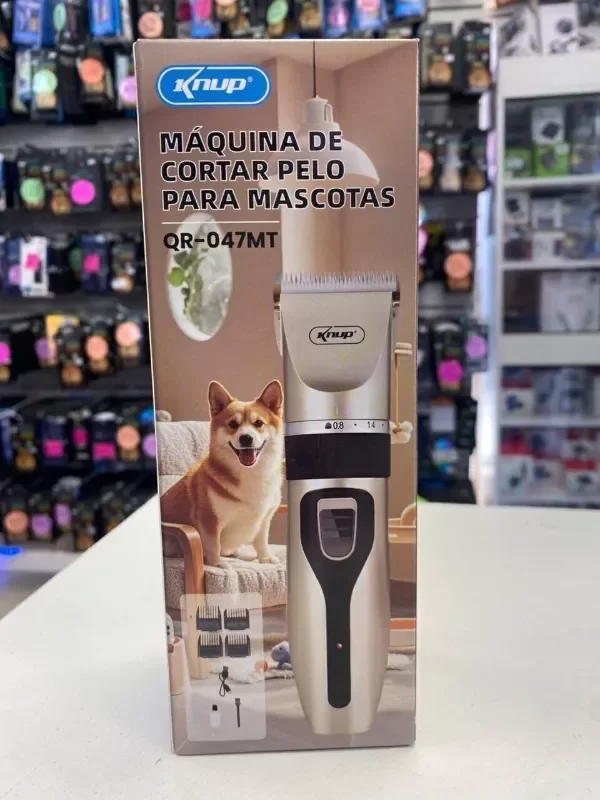 Knup®
MÁQUINA DE
CORTAR PELO
PARA MASCOTAS
QR-047MT
Knup®
0.8 • 1.4